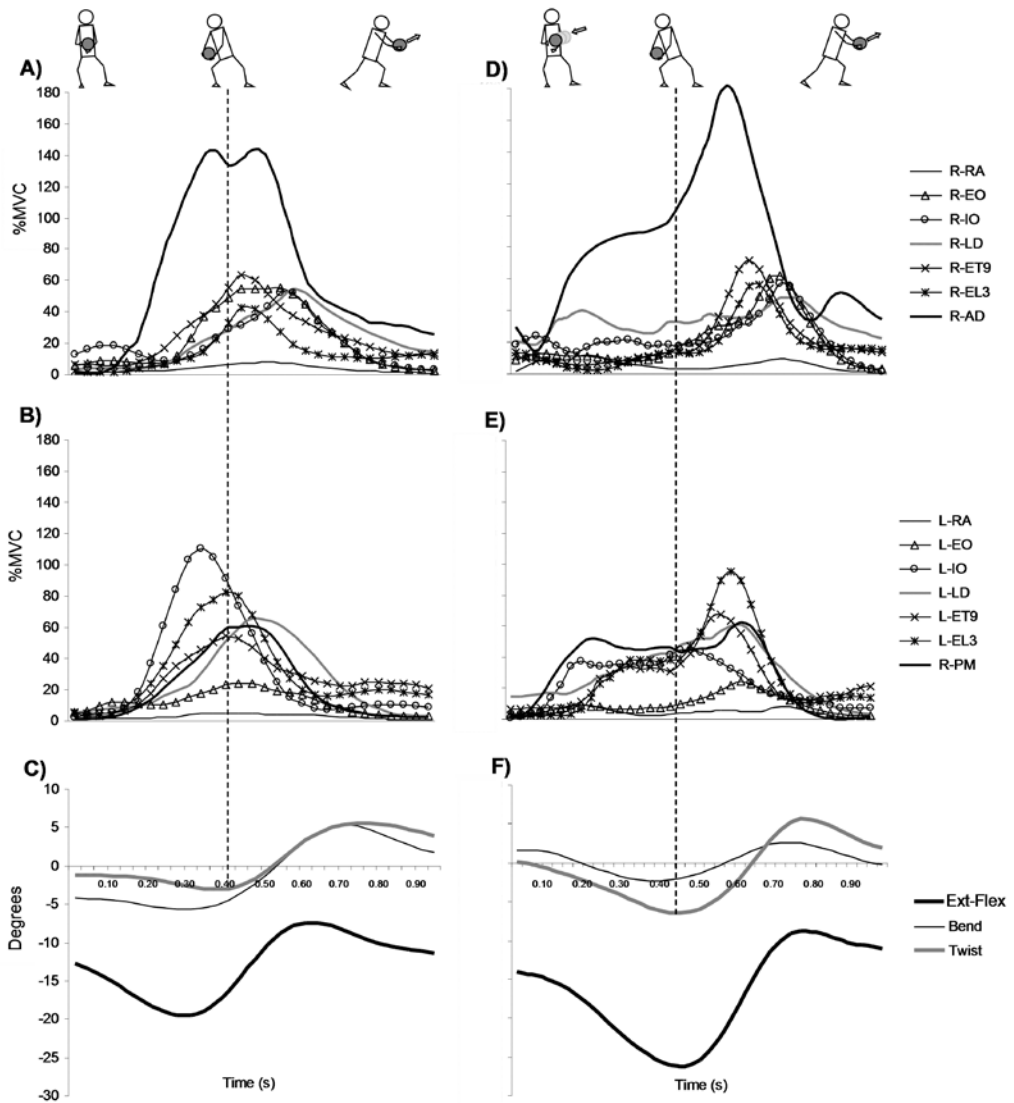 A)
180
160
140
120
100
80
60
40
20
0
%MVC
D)
R-RA
R-EO
R-IO
R-LD
R-ET9
R-EL3
R-AD
B)
180
160
140
120
100
80
60
40
20
0
%MVC
E)
L-RA
L-EO
L-IO
L-LD
L-ET9
L-EL3
R-PM
C)
10
5
0
-5
-10
-15
-20
-25
-30
Degrees
0.10 0.20 0.30 0.40 0.50 0.60 0.70 0.80 0.90
Time (s)
F)
0.10 0.20 0.30 0.40 0.50 0.60 0.70 0.80 0.90
Time (s)
Ext-Flex
Bend
Twist